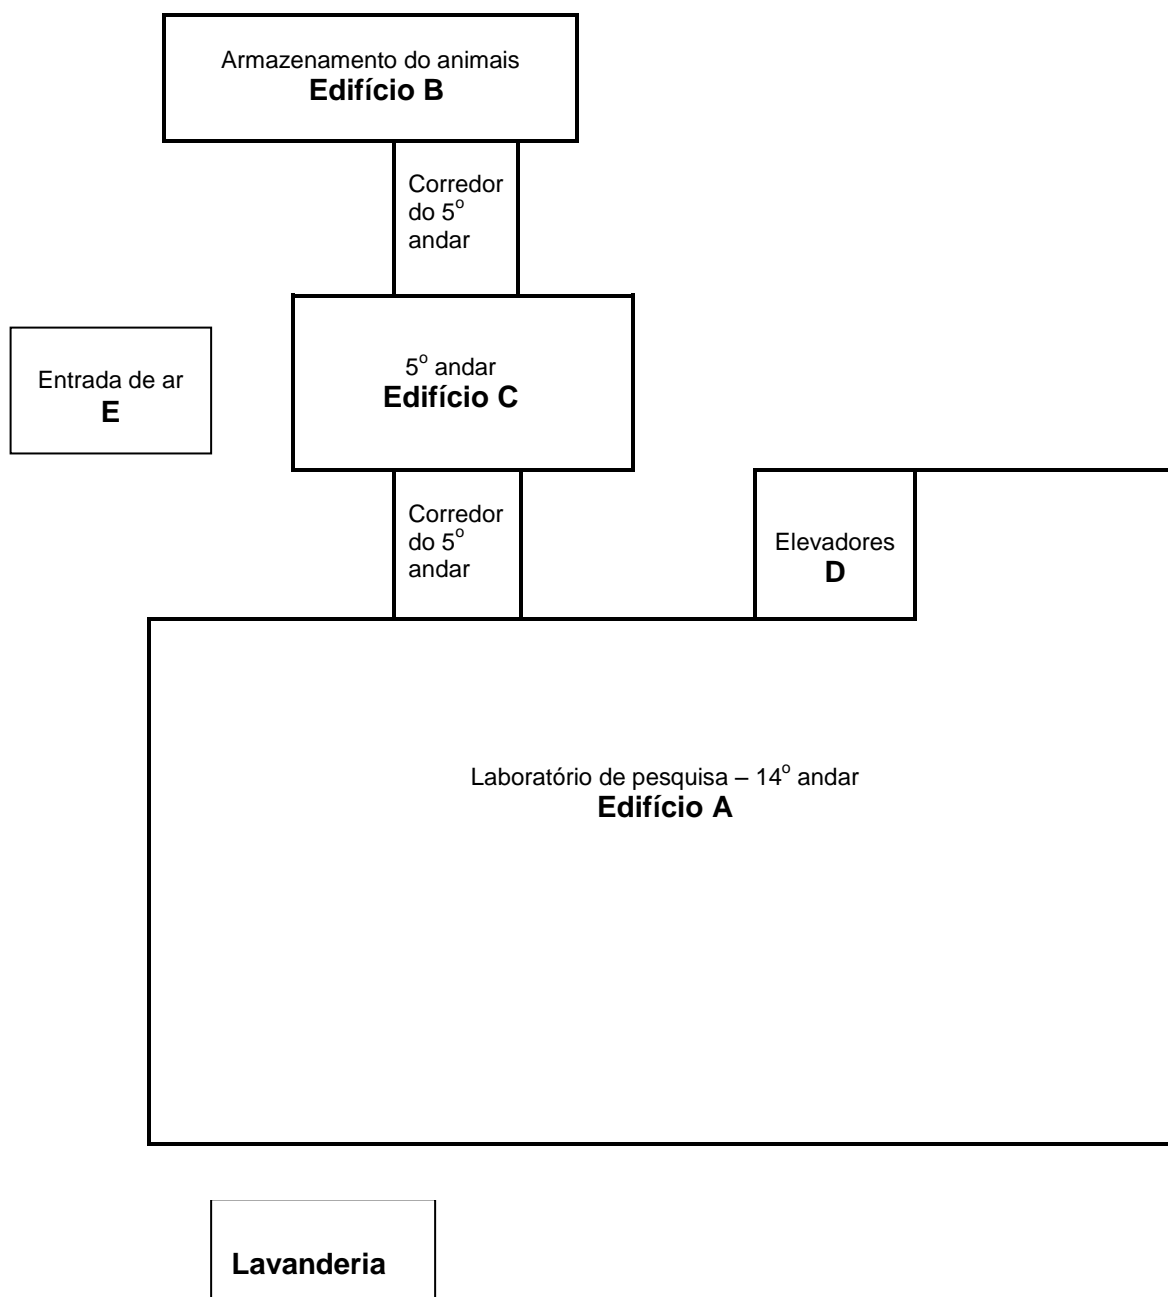 Armazenamento do animais
Edifício B
Corredor
do 5º
andar
Entrada de ar
E
5º andar
Edifício C
Corredor
do 5º
andar
Elevadores
D
Laboratório de pesquisa – 14º andar
Edifício A
Lavanderia